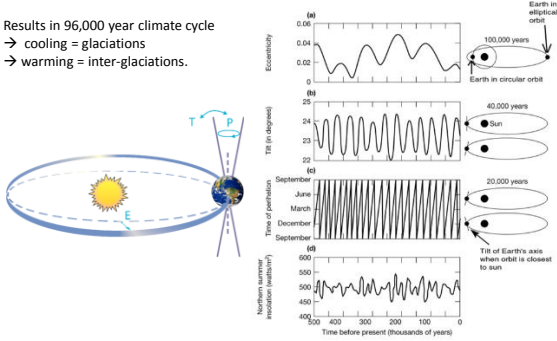 Results in 96,000 year climate cycle
→ cooling = glaciations
→ warming = inter-glaciations.
T
P
E
(a)
Eccentricity
0.06
0.04
0.02
0
100,000 years
Earth in
elliptical
orbit
Earth in circular orbit
(b)
Tilt (in degrees)
25
24
23
22
40,000 years
Sun
(c)
Time of perihelion
September
June
March
December
September
20,000 years
Tilt of Earth's axis
when orbit is closest
to sun
(d)
Northern summer
insolation (watts/m²)
600
550
500
450
400
500
400
300
200
100
0
Time before present (thousands of years)